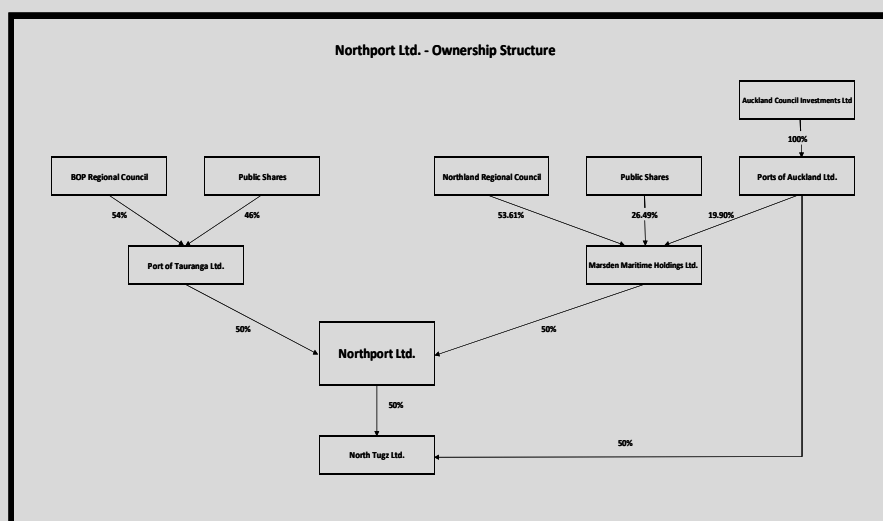 Northport Ltd. - Ownership Structure
Auckland Council Investments Ltd
100%
BOP Regional Council
Public Shares
Northland Regional Council
Public Shares
Ports of Auckland Ltd.
54%
46%
53.61%
26.49%
19.90%
Port of Tauranga Ltd.
Marsden Maritime Holdings Ltd.
50%
50%
Northport Ltd.
50%
North Tugz Ltd.
50%